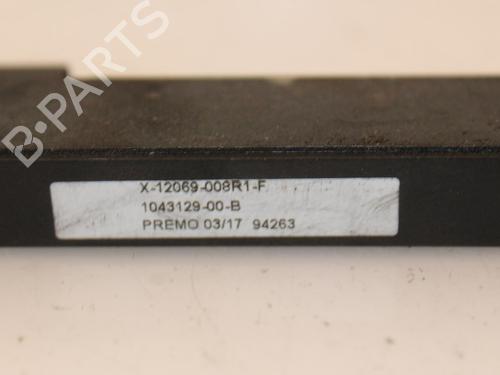 B-PARTS
X-12069-008R1-F
1043129-00-B
PREMO 03/17 94263